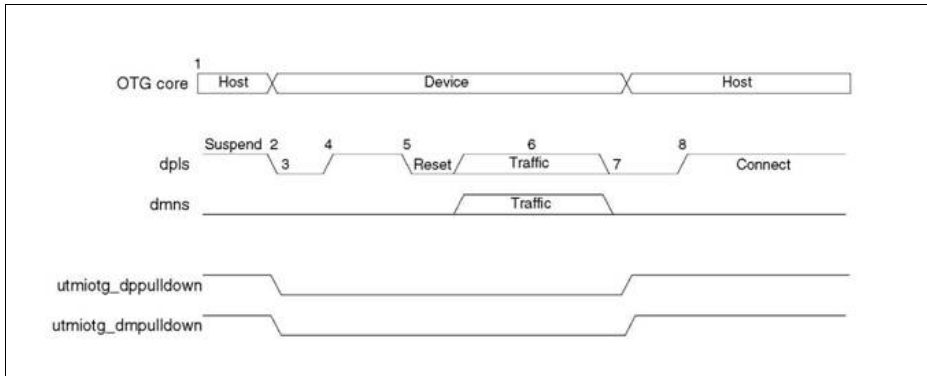 1
OTG core Host Device Host
Suspend 2 4 5 6 8
dpls 3 Reset Traffic 7 Connect
dmns Traffic
utmiotg_dppulldown
utmiotg_dmpulldown